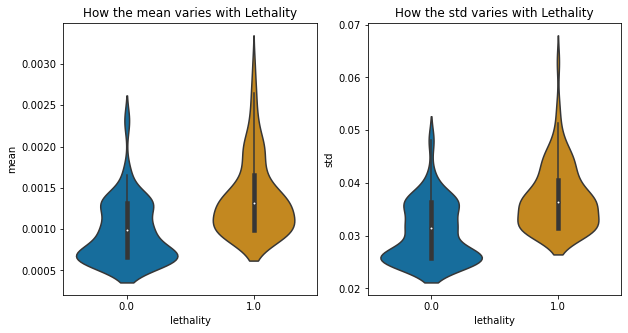 How the mean varies with Lethality
0.0030
0.0025
0.0020
0.0015
0.0010
0.0005
mean
0.0
1.0
lethality
How the std varies with Lethality
0.07
0.06
0.05
0.04
0.03
0.02
std
0.0
1.0
lethality